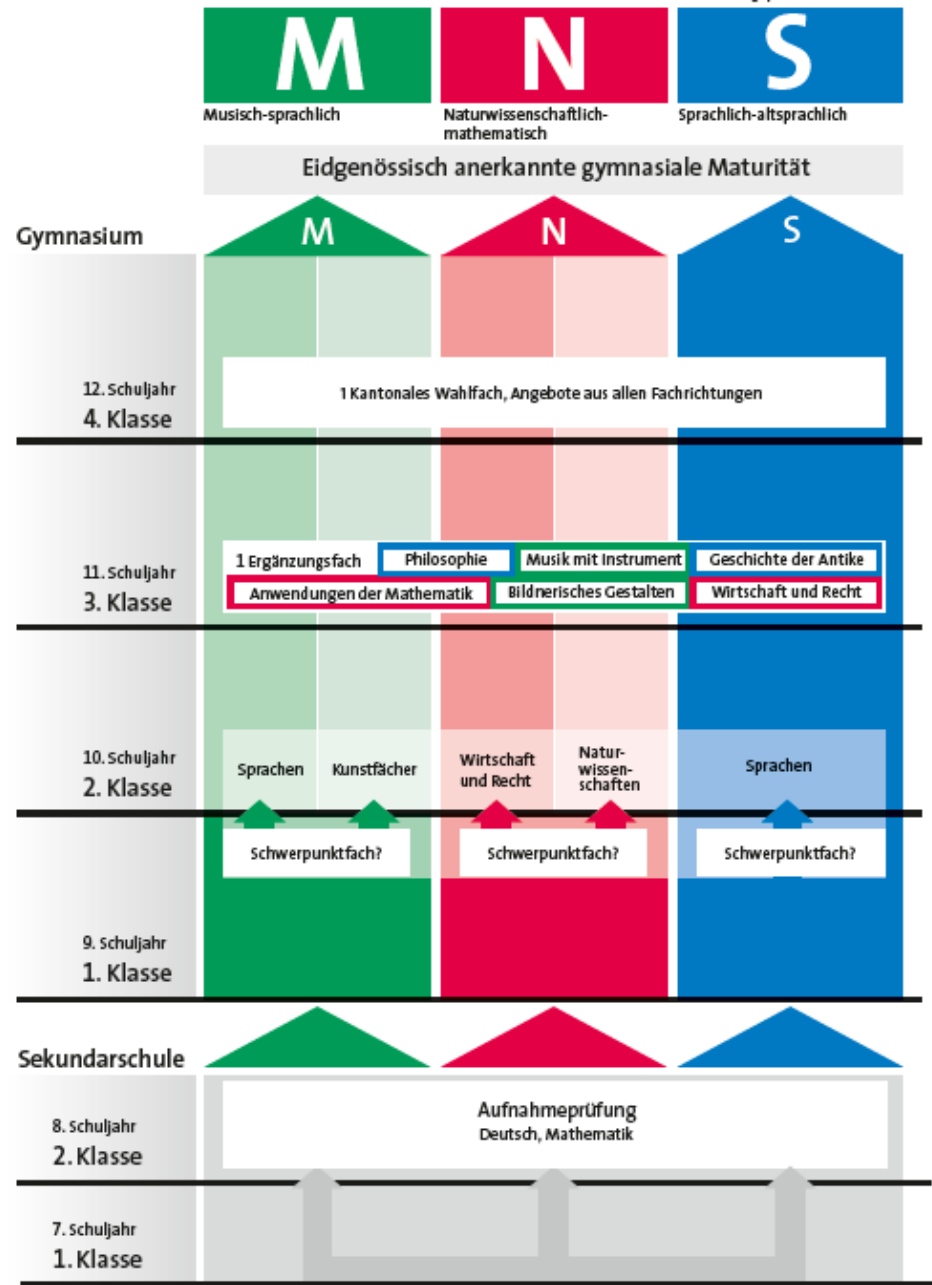 M N S
Musisch-sprachlich
Naturwissenschaftlich-
mathematisch
Sprachlich-altsprachlich
Eidgenössisch anerkannte gymnasiale Maturität
Gymnasium
M N S
12. Schuljahr
4. Klasse
1 Kantonales Wahlfach, Angebote aus allen Fachrichtungen
11. Schuljahr
3. Klasse
1 Ergänzungsfach Philosophie Musik mit Instrument Geschichte der Antike
Anwendungen der Mathematik Bildnerisches Gestalten Wirtschaft und Recht
10. Schuljahr
2. Klasse
Sprachen
Kunstfächer
Wirtschaft
und Recht
Natur-
wissen-
schaften
Sprachen
Schwerpunktfach? Schwerpunktfach? Schwerpunktfach?
9. Schuljahr
1. Klasse
Sekundarschule
8. Schuljahr
2. Klasse
Aufnahmeprüfung
Deutsch, Mathematik
7. Schuljahr
1. Klasse